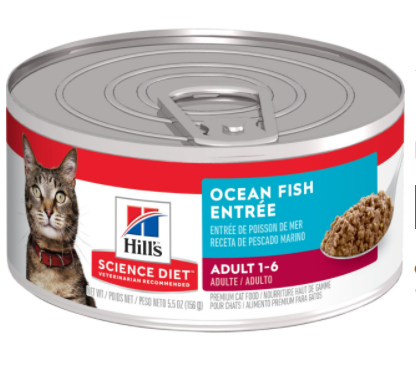 OCEAN FISH
ENTRÉE
ENTRÉE DE POISSON DE MER
RECETA DE PESCADO MARINO
Hill's
SCIENCE DIET
VETERINARIAN RECOMMENDED
ADULT 1-6
ADULTE / ADULTO
NET WT / POIDS NET / PESO NETO 5.5 OZ (156 g)
PREMIUM CAT FOOD / NOURRITURE HAUT DE GAMME
POUR CHATS / ALIMENTO PREMIUM PARA GATOS